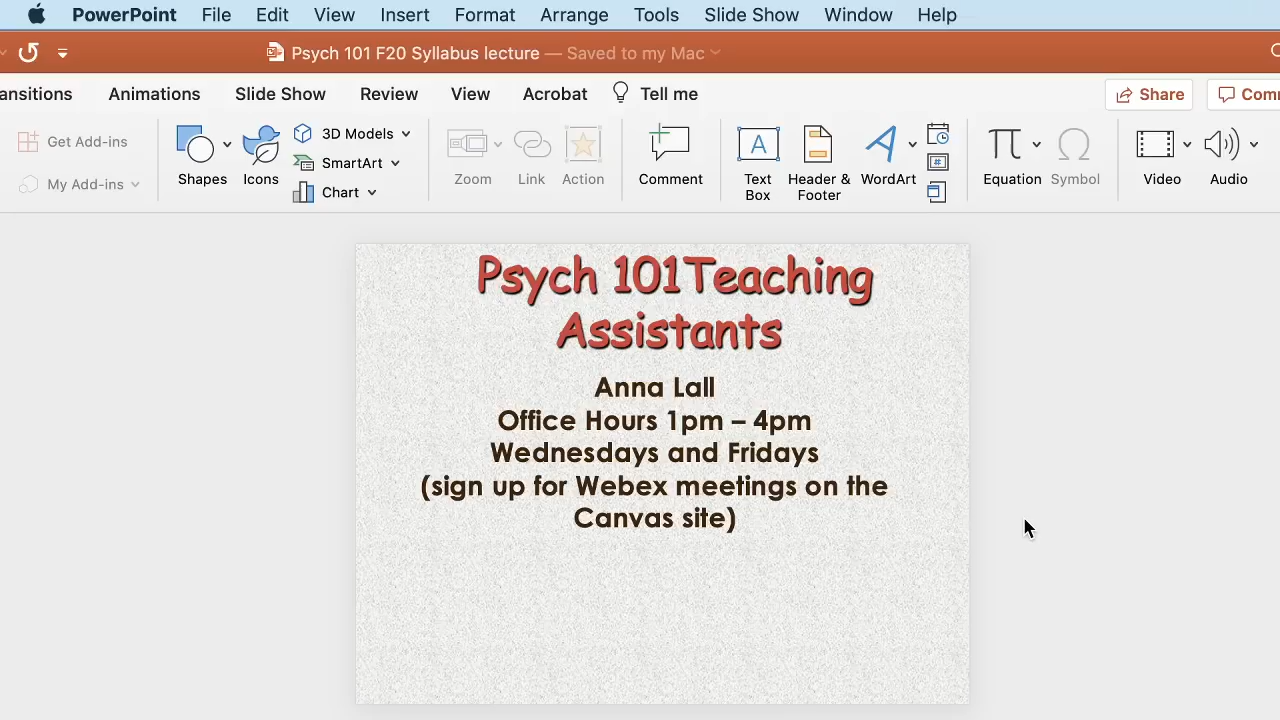 PowerPoint File Edit View Insert Format Arrange Tools Slide Show Window Help
Psych 101 F20 Syllabus lecture — Saved to my Mac
ansitions Animations Slide Show Review View Acrobat Tell me Share Comm
Get Add-ins
My Add-ins
Shapes
Icons
3D Models
SmartArt
Chart
Zoom
Link
Action
Comment
Text
Box
Header &
Footer
WordArt
Equation
Symbol
Video
Audio
Psych 101Teaching
Assistants
Anna Lall
Office Hours 1pm – 4pm
Wednesdays and Fridays
(sign up for Webex meetings on the
Canvas site)